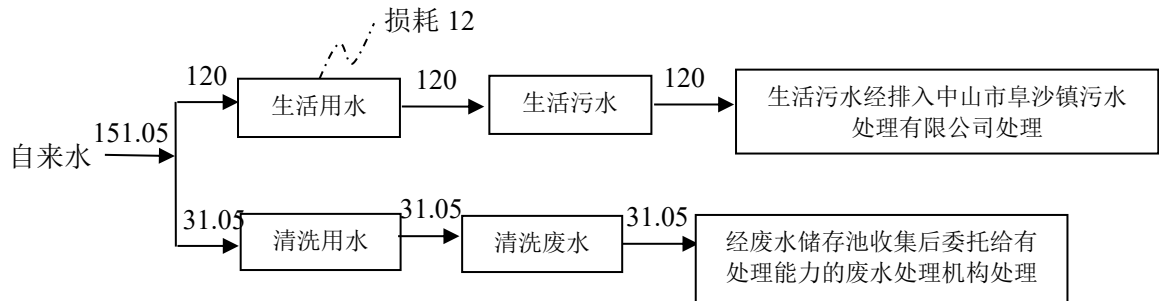 损耗 12
120
120
120
生活用水
生活污水
生活污水经排入中山市阜沙镇污水
处理有限公司处理
151.05
自来水
31.05
31.05
31.05
清洗用水
清洗废水
经废水储存池收集后委托给有
处理能力的废水处理机构处理